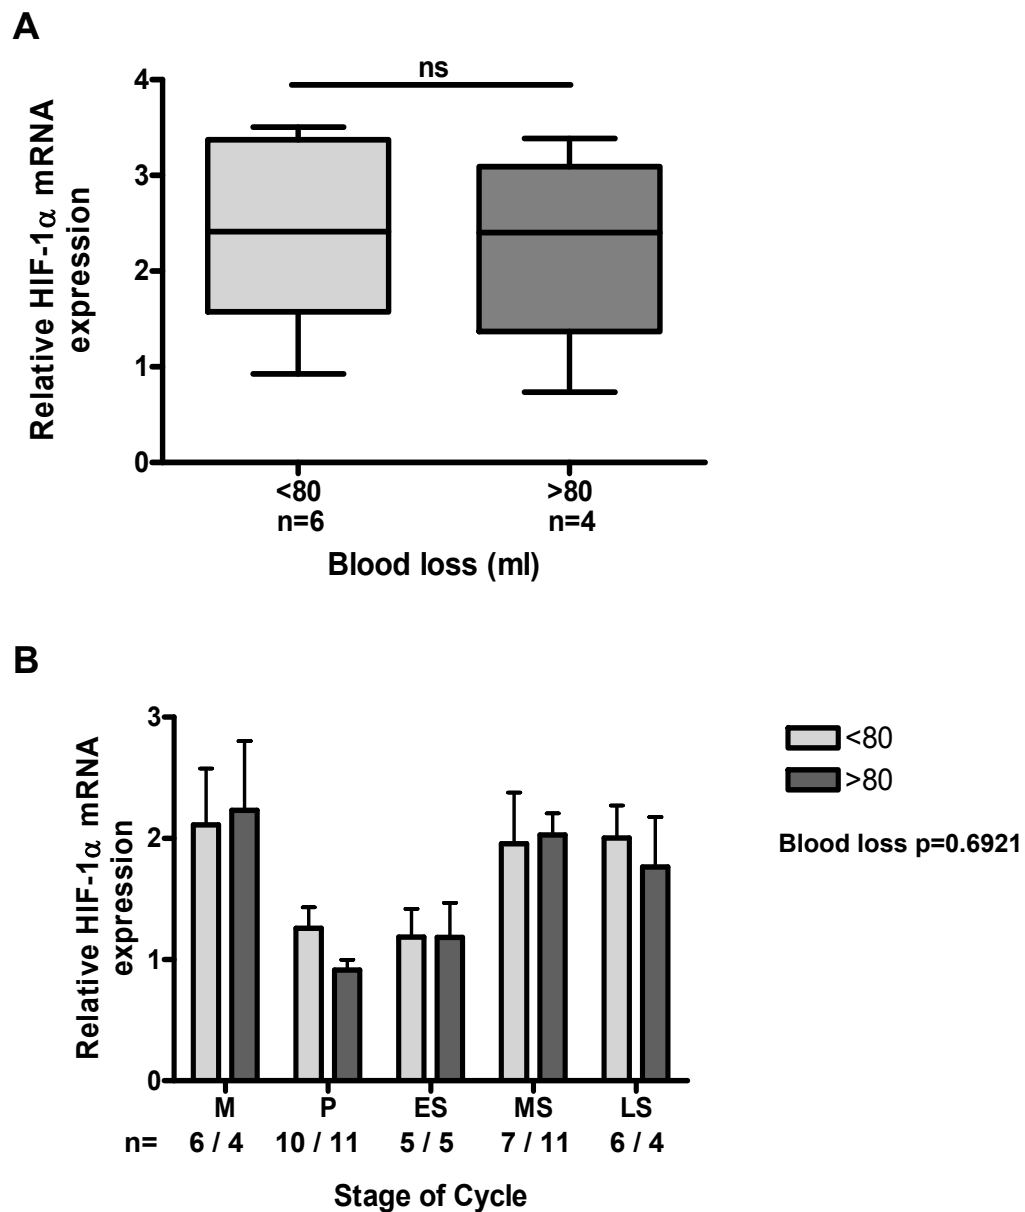 A
ns
4
3
2
1
0
Relative HIF-1α mRNA
expression
<80
>80
n=6
n=4
Blood loss (ml)
B
3
2
1
0
Relative HIF-1α mRNA
expression
<80
>80
Blood loss p=0.6921
M P ES MS LS
n= 6 / 4 10 / 11 5 / 5 7 / 11 6 / 4
Stage of Cycle